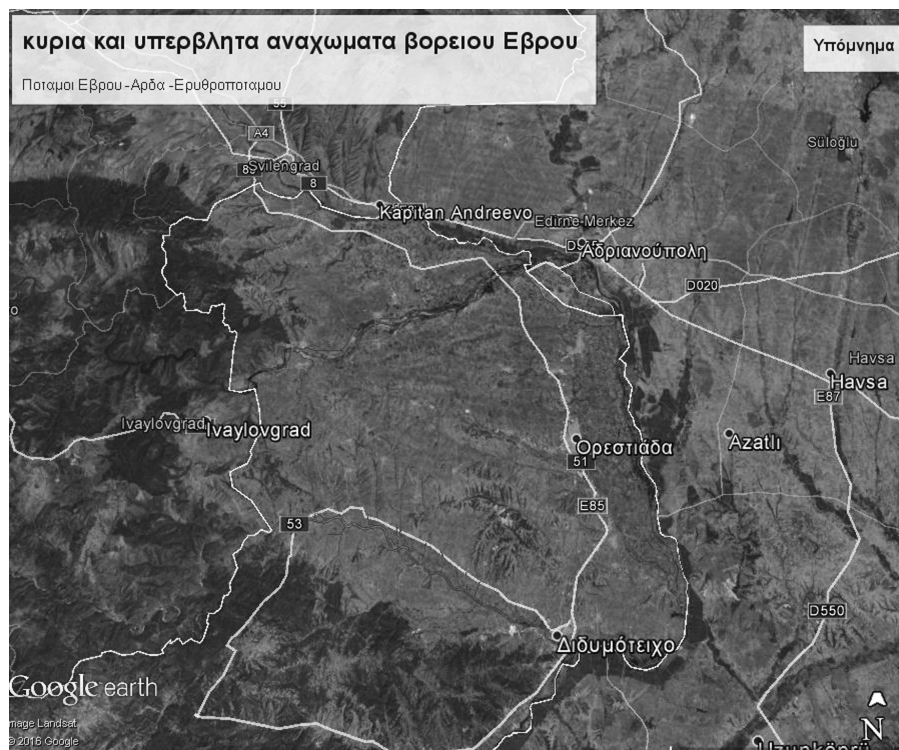 κυρια και υπερβλητα αναχωματα βορειου Εβρου
Ποταμοι Εβρου -Αρδα -Ερυθροποταμου
Υπόμνημα
A4
Süloğlu
Svilengrad
8
Kapitan Andreevo
Edirne Merkez
Αδριανούπολη
D020
Havsa
Havsa
E87
Ivaylovgrad
Ivaylovgrad
Ορεστιάδα
Azatlı
51
E85
53
D550
Διδυμότειχο
Google earth
mage Landsat
© 2016 Google
N